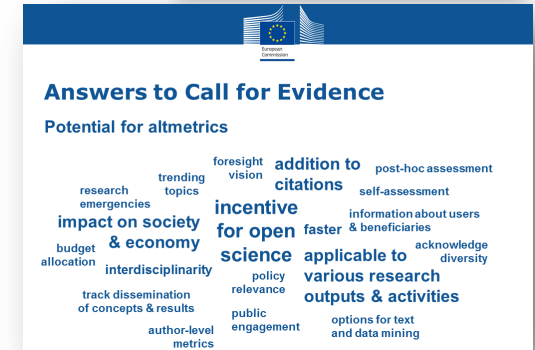 European
Commission
Answers to Call for Evidence
Potential for altmetrics
foresight
vision
addition to
citations
post-hoc assessment
trending
topics
self-assessment
research
emergencies
incentive
for open
science
information about users
& beneficiaries
impact on society
& economy
faster
acknowledge
diversity
budget
allocation
interdisciplinarity
applicable to
various research
outputs & activities
policy
relevance
track dissemination
of concepts & results
public
engagement
options for text
and data mining
author-level
metrics